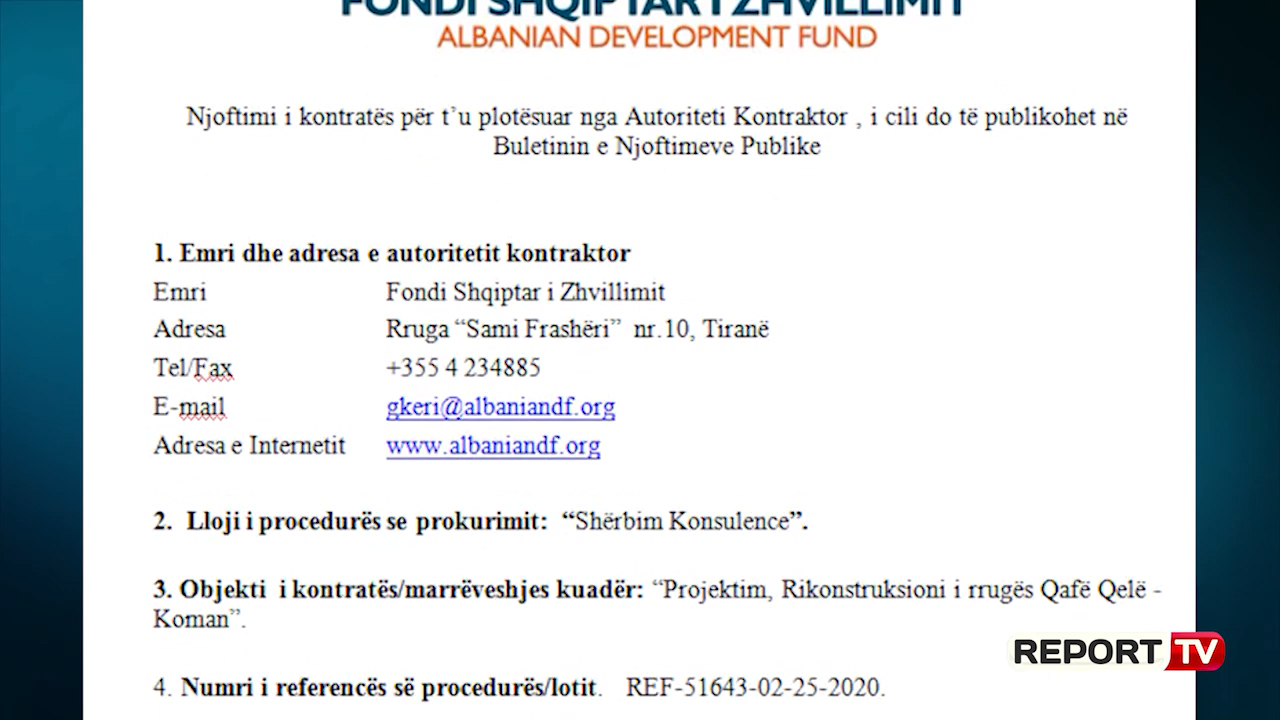 FONDI SHQIPTAR I ZHVILLIMIT
ALBANIAN DEVELOPMENT FUND
Njoftimi i kontratës për t’u plotësuar nga Autoriteti Kontraktor , i cili do të publikohet në
Buletinin e Njoftimeve Publike
1. Emri dhe adresa e autoritetit kontraktor
Emri Fondi Shqiptar i Zhvillimit
Adresa Rruga “Sami Frashëri” nr.10, Tiranë
Tel/Fax +355 4 234885
E-mail gkeri@albaniandf.org
Adresa e Internetit www.albaniandf.org
2. Lloji i procedurës se prokurimit: “Shërbim Konsulence”.
3. Objekti i kontratës/marrëveshjes kuadër: “Projektim, Rikonstruksioni i rrugës Qafë Qelë -
Koman”.
REPORT TV
4. Numri i referencës së procedurës/lotit. REF-51643-02-25-2020.